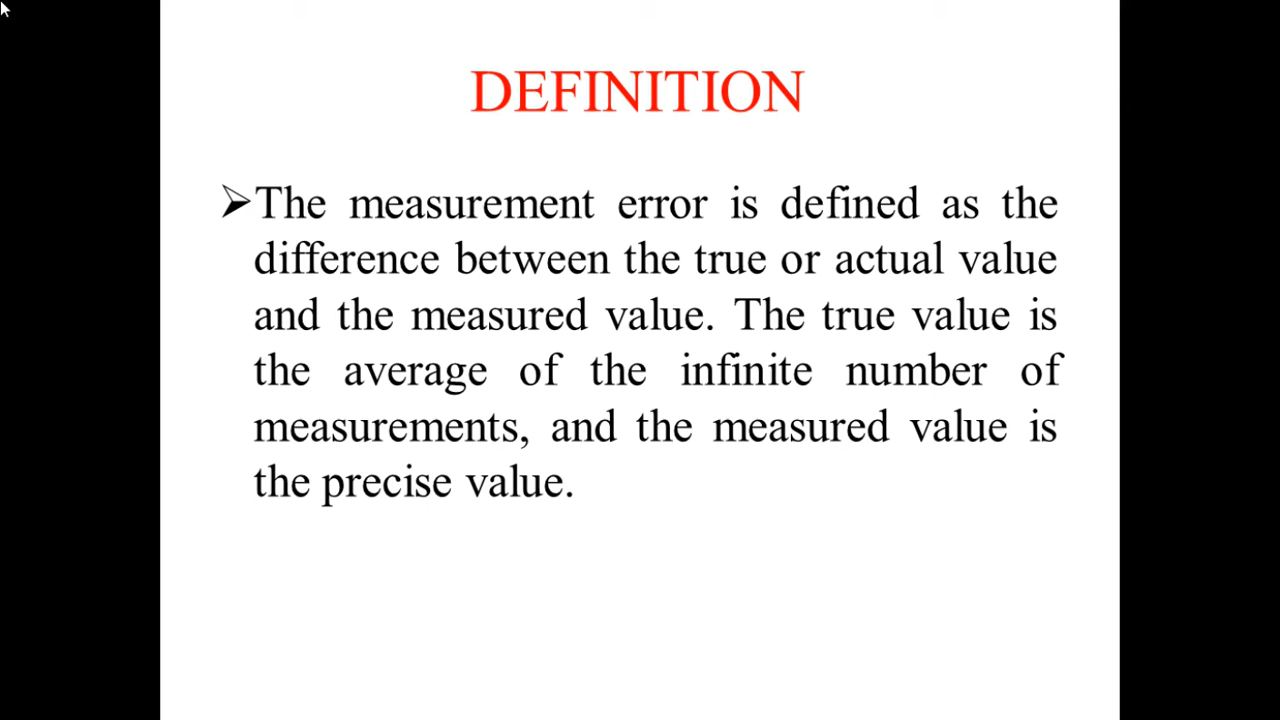 DEFINITION
➢The measurement error is defined as the
difference between the true or actual value
and the measured value. The true value is
the average of the infinite number of
measurements, and the measured value is
the precise value.